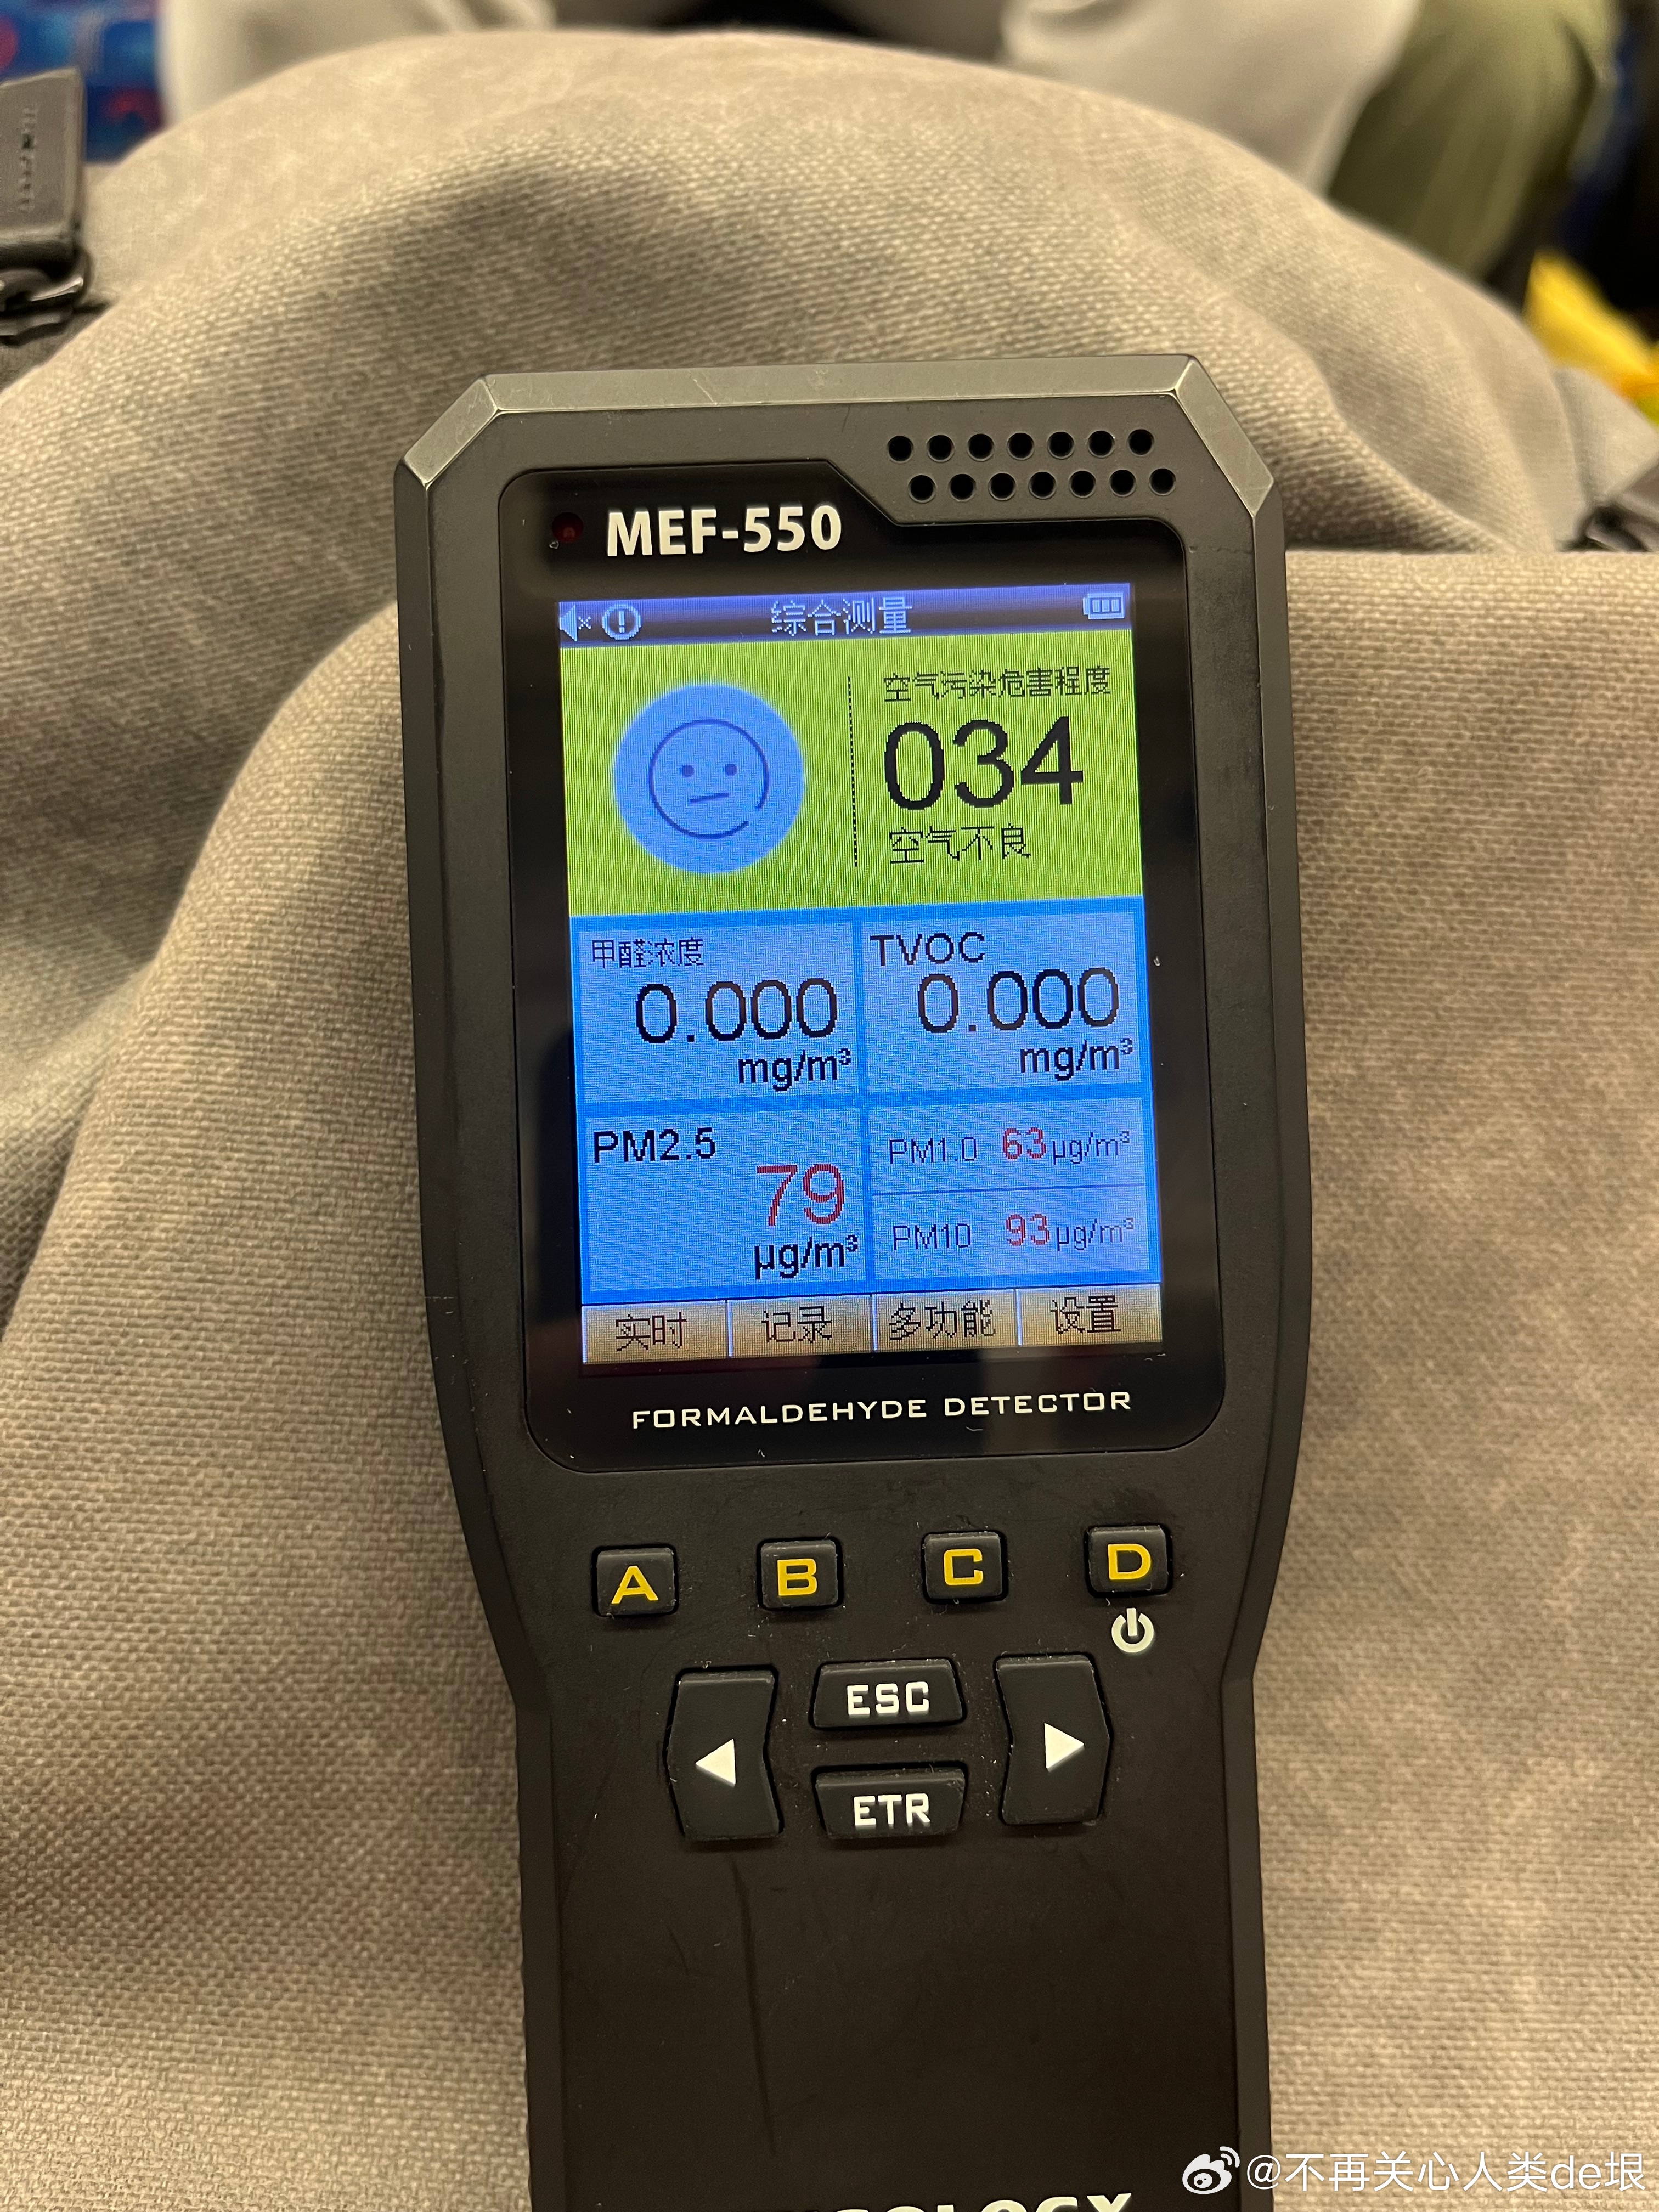 MEF-550
综合测量
空气污染危害程度
034
空气不良
甲醛浓度
0.000
mg/m³
TVOC
0.000
mg/m³
PM2.5
79
μg/m³
PM1.0 63μg/m³
PM10 93μg/m³
实时 记录 多功能 设置
FORMALDEHYDE DETECTOR
A B C D
ESC
ETR
@不再关心人类de垠